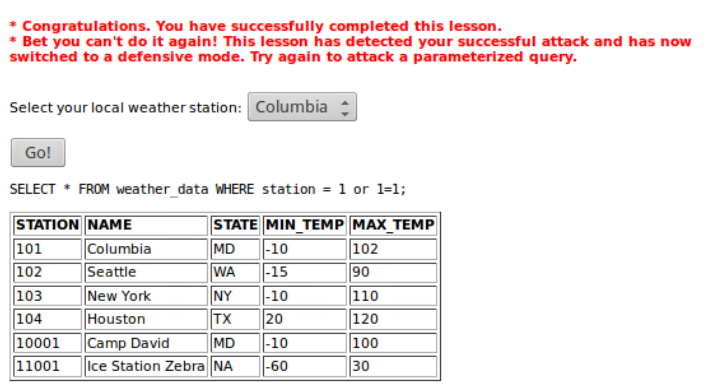 * Congratulations. You have successfully completed this lesson.
* Bet you can't do it again! This lesson has detected your successful attack and has now
switched to a defensive mode. Try again to attack a parameterized query.
Select your local weather station: Columbia
Go!
SELECT * FROM weather_data WHERE station = 1 or 1=1;
STATION NAME STATE MIN_TEMP MAX_TEMP
101 Columbia MD -10 102
102 Seattle WA -15 90
103 New York NY -10 110
104 Houston TX 20 120
10001 Camp David MD -10 100
11001 Ice Station Zebra NA -60 30